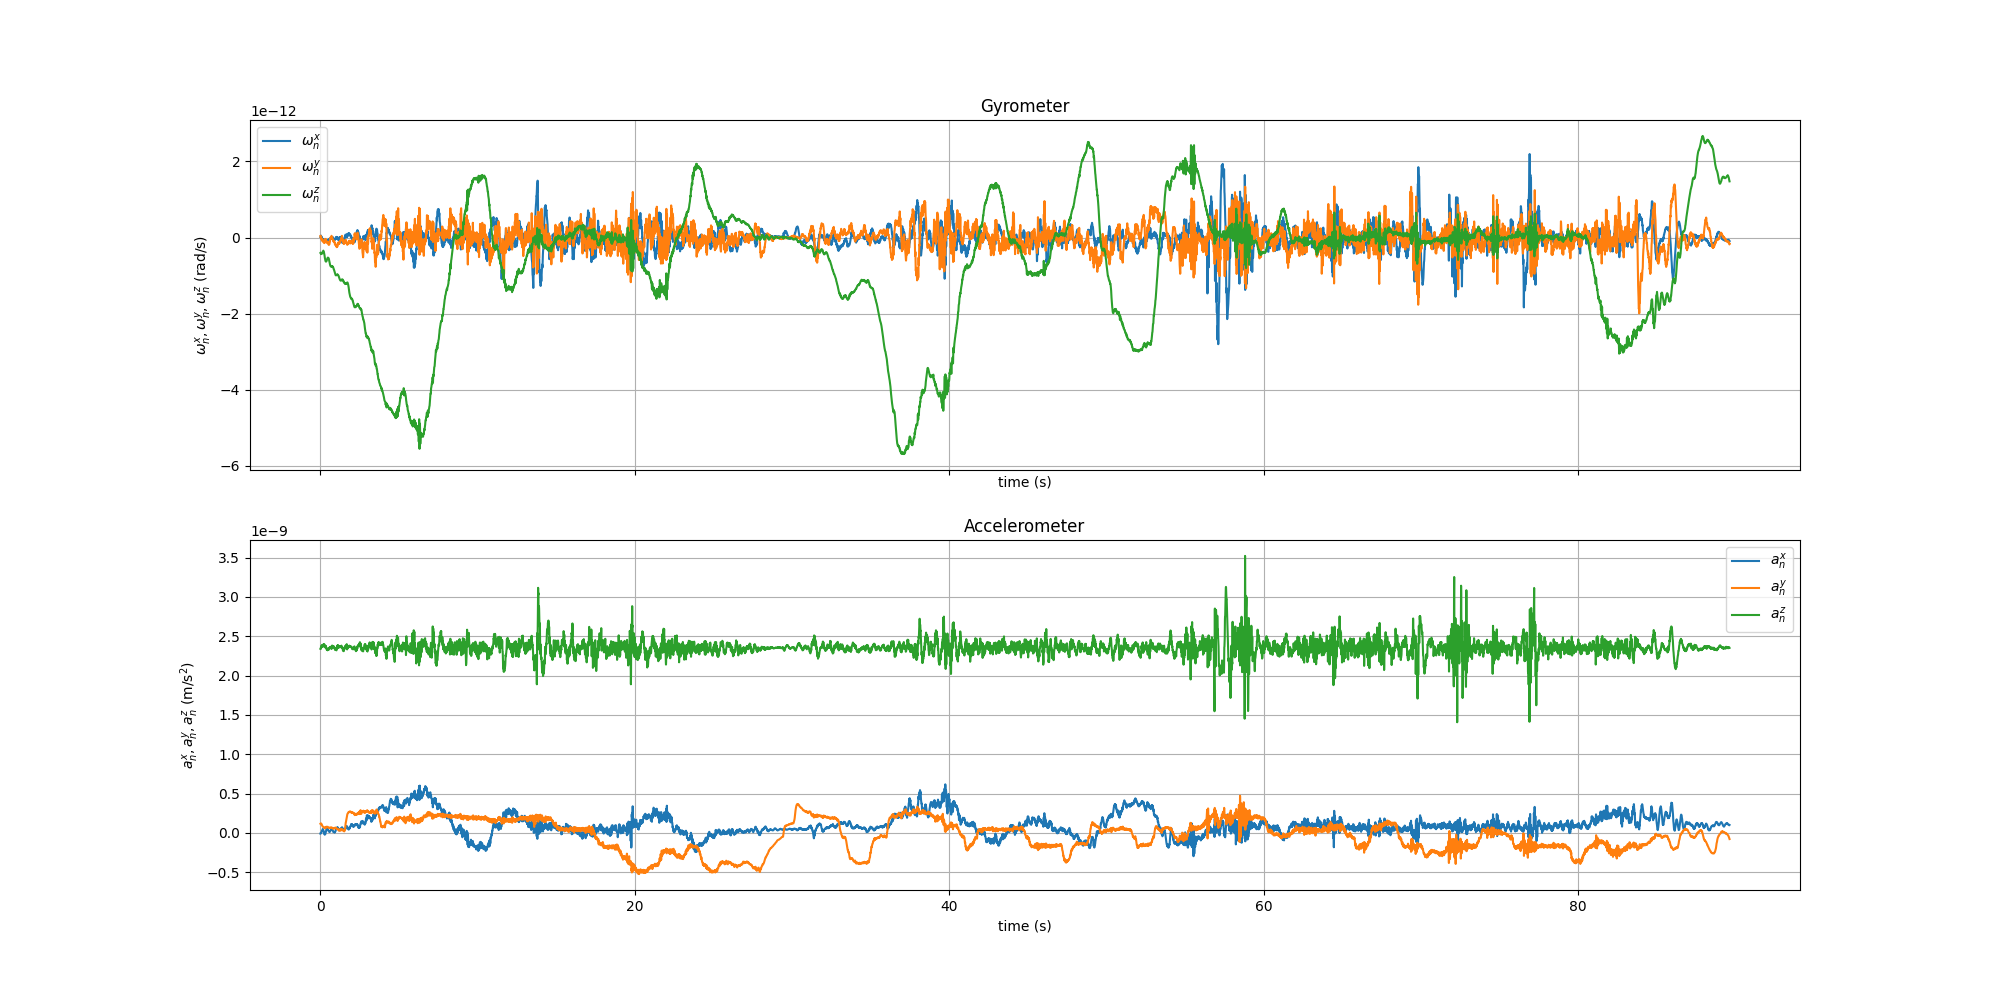 Gyrometer
1e−12
ω_n^x
ω_n^y
ω_n^z
2
0
−2
−4
−6
ω_n^x, ω_n^y, ω_n^z (rad/s)
time (s)
Accelerometer
1e−9
a_n^x
a_n^y
a_n^z
3.5
3.0
2.5
2.0
1.5
1.0
0.5
0.0
−0.5
a_n^x, a_n^y, a_n^z (m/s²)
0 20 40 60 80
time (s)